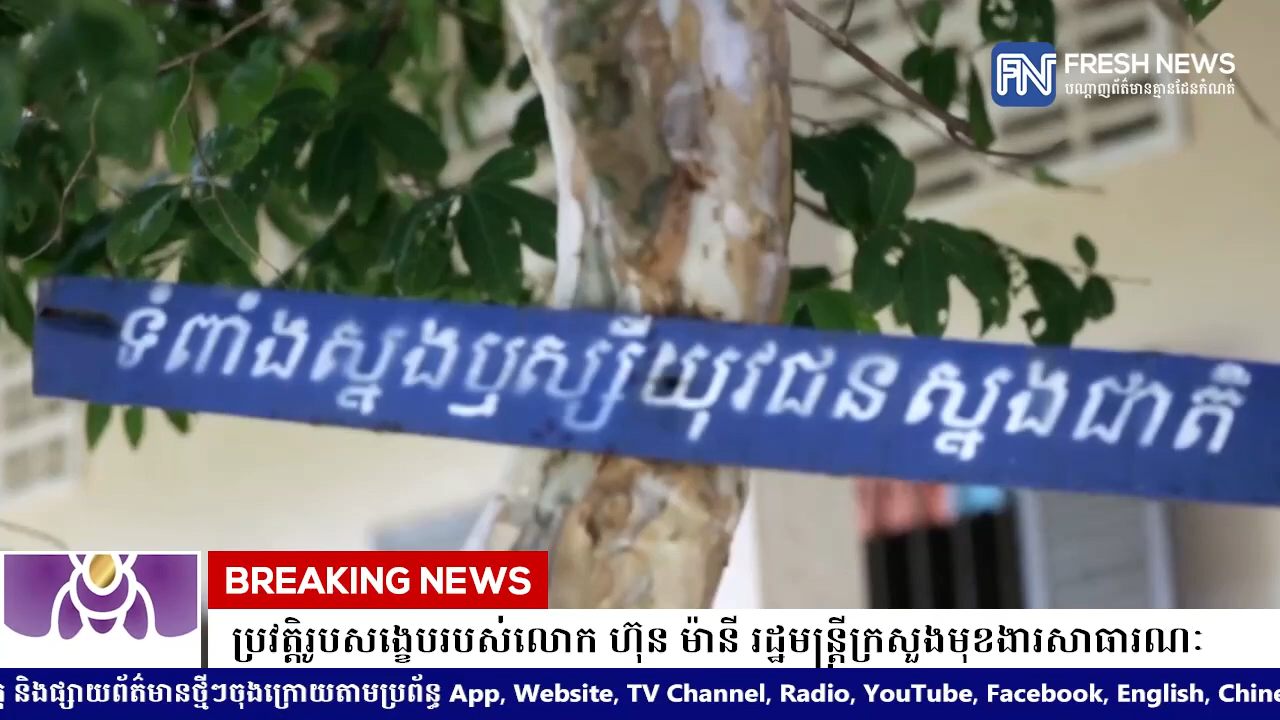 FN FRESH NEWS
បណ្ដាញព័ត៌មានគ្មានដែនកំណត់
ទំពាំងស្នងឬស្សី យុវជនស្នងជាតិ
BREAKING NEWS
ប្រវត្តិរូបសង្ខេបរបស់លោក ហ៊ុន ម៉ានី រដ្ឋមន្ត្រីក្រសួងមុខងារសាធារណៈ
និងផ្សាយព័ត៌មានថ្មីៗចុងក្រោយតាមប្រព័ន្ធ App, Website, TV Channel, Radio, YouTube, Facebook, English,